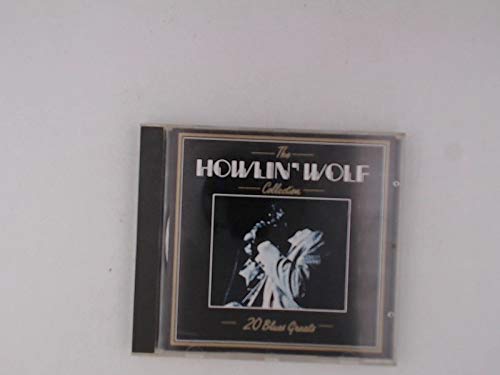 The
HOWLIN' WOLF
Collection
20 Blues Greats